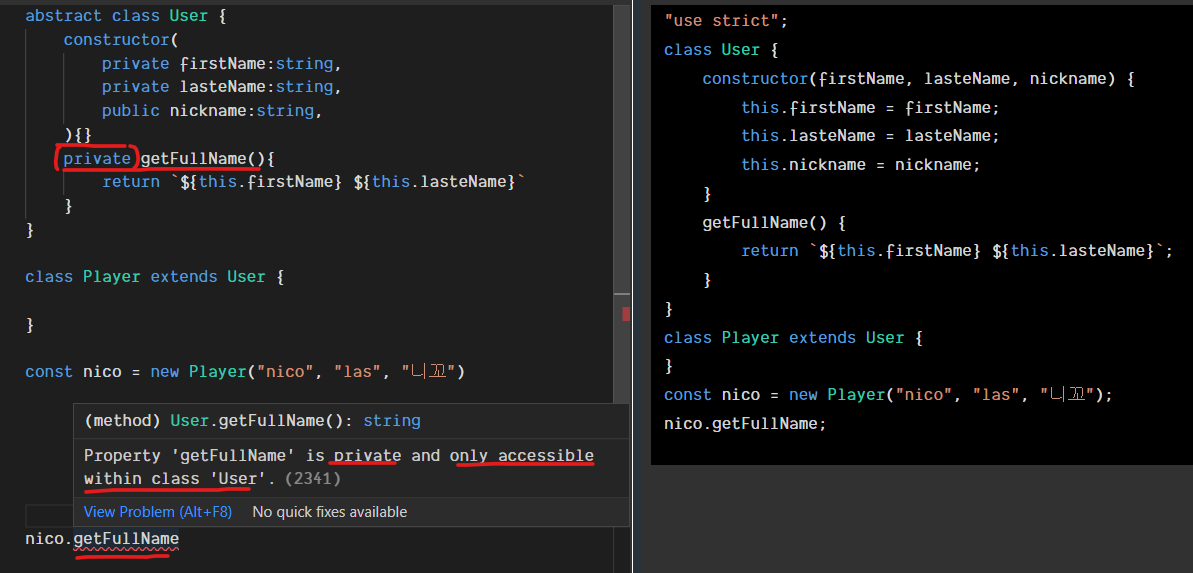 abstract class User {
constructor(
private firstName:string,
private lasteName:string,
public nickname:string,
){}
private getFullName(){
return `${this.firstName} ${this.lasteName}`
}
}
class Player extends User {
}
const nico = new Player("nico", "las", "니꼬")
(method) User.getFullName(): string
Property 'getFullName' is private and only accessible
within class 'User'. (2341)
View Problem (Alt+F8) No quick fixes available
nico.getFullName
"use strict";
class User {
constructor(firstName, lasteName, nickname) {
this.firstName = firstName;
this.lasteName = lasteName;
this.nickname = nickname;
}
getFullName() {
return `${this.firstName} ${this.lasteName}`;
}
}
class Player extends User {
}
const nico = new Player("nico", "las", "니꼬");
nico.getFullName;